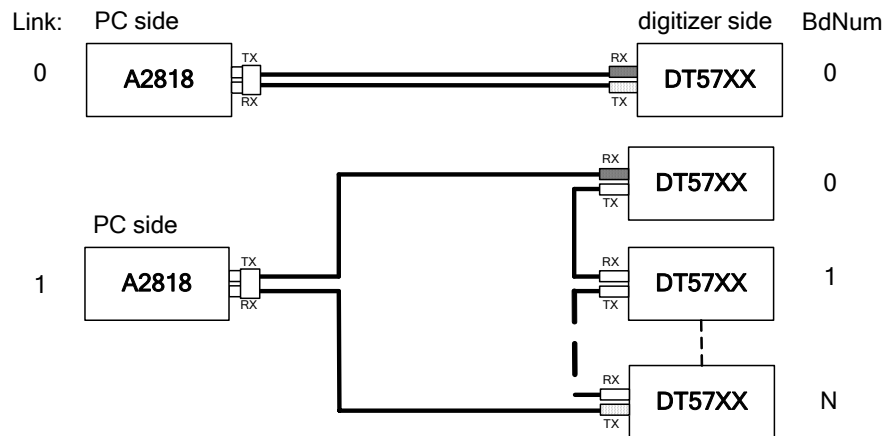 Link: PC side digitizer side BdNum
TX RX
0 A2818 DT57XX 0
RX TX
RX
DT57XX 0
TX
PC side
TX RX
1 A2818 DT57XX 1
RX TX
RX
DT57XX N
TX